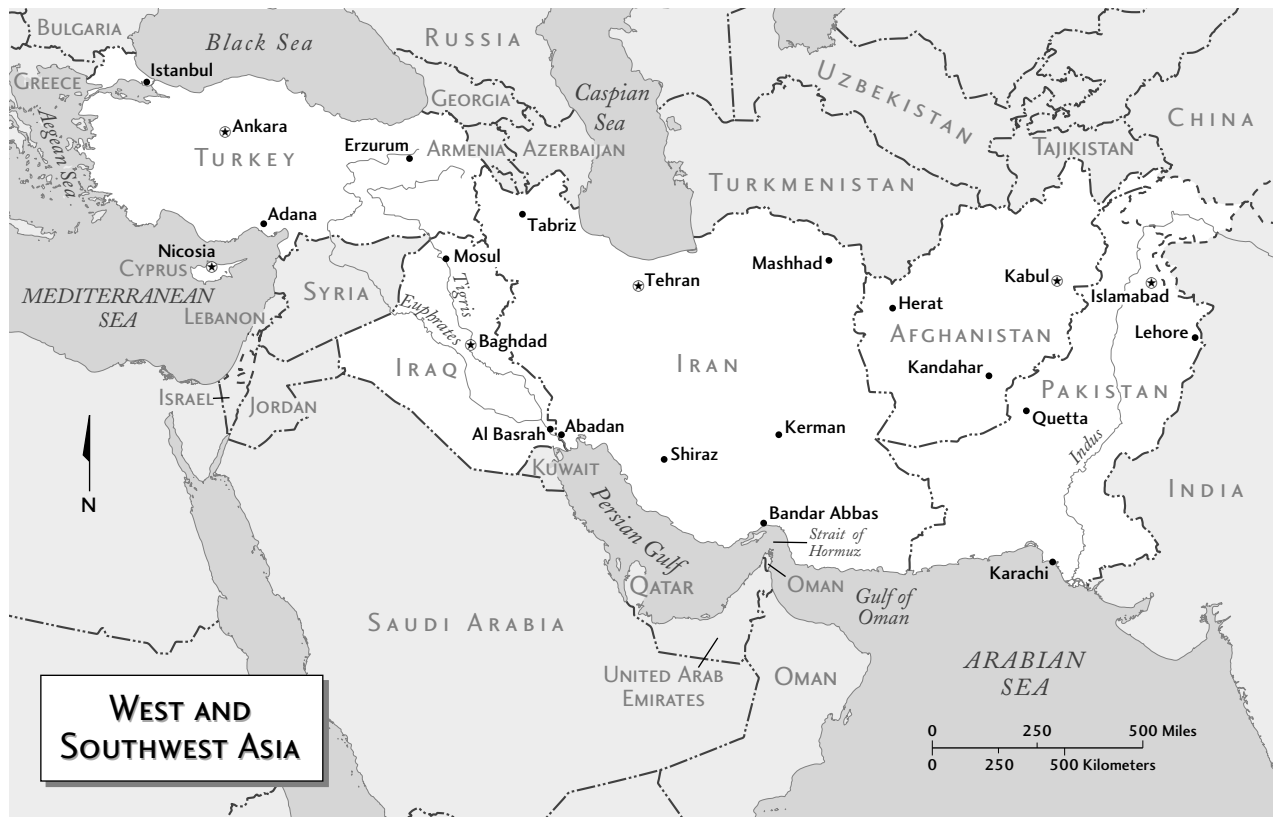 BULGARIA
Black Sea
RUSSIA
Istanbul
GREECE
Aegean Sea
Ankara
TURKEY
Erzurum
GEORGIA
ARMENIA
AZERBAIJAN
Caspian
Sea
UZBEKISTAN
CHINA
TAJIKISTAN
TURKMENISTAN
Adana
Tabriz
Nicosia
CYPRUS
MEDITERRANEAN
SEA
LEBANON
SYRIA
Mosul
Tigris
Euphrates
Baghdad
IRAQ
Tehran
Mashhad
IRAN
Herat
AFGHANISTAN
Kabul
Islamabad
Lehore
Kandahar
PAKISTAN
Quetta
Indus
ISRAEL
JORDAN
N
Al Basrah
Abadan
KUWAIT
Shiraz
Kerman
INDIA
Persian Gulf
Bandar Abbas
Strait of
Hormuz
QATAR
OMAN
Gulf of
Oman
Karachi
SAUDI ARABIA
UNITED ARAB
EMIRATES
OMAN
ARABIAN
SEA
WEST AND
SOUTHWEST ASIA
0 250 500 Miles
0 250 500 Kilometers